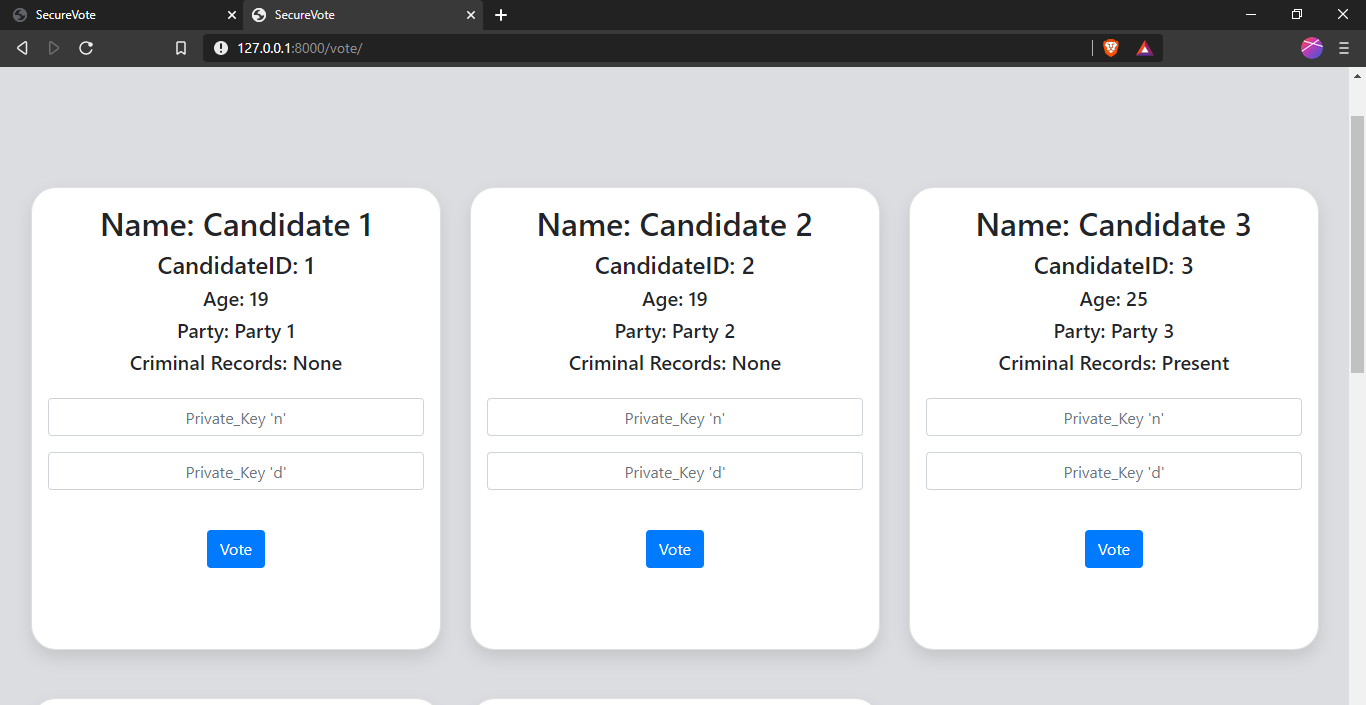 SecureVote
SecureVote
127.0.0.1:8000/vote/
Name: Candidate 1
CandidateID: 1
Age: 19
Party: Party 1
Criminal Records: None
Private_Key 'n'
Private_Key 'd'
Vote
Name: Candidate 2
CandidateID: 2
Age: 19
Party: Party 2
Criminal Records: None
Private_Key 'n'
Private_Key 'd'
Vote
Name: Candidate 3
CandidateID: 3
Age: 25
Party: Party 3
Criminal Records: Present
Private_Key 'n'
Private_Key 'd'
Vote